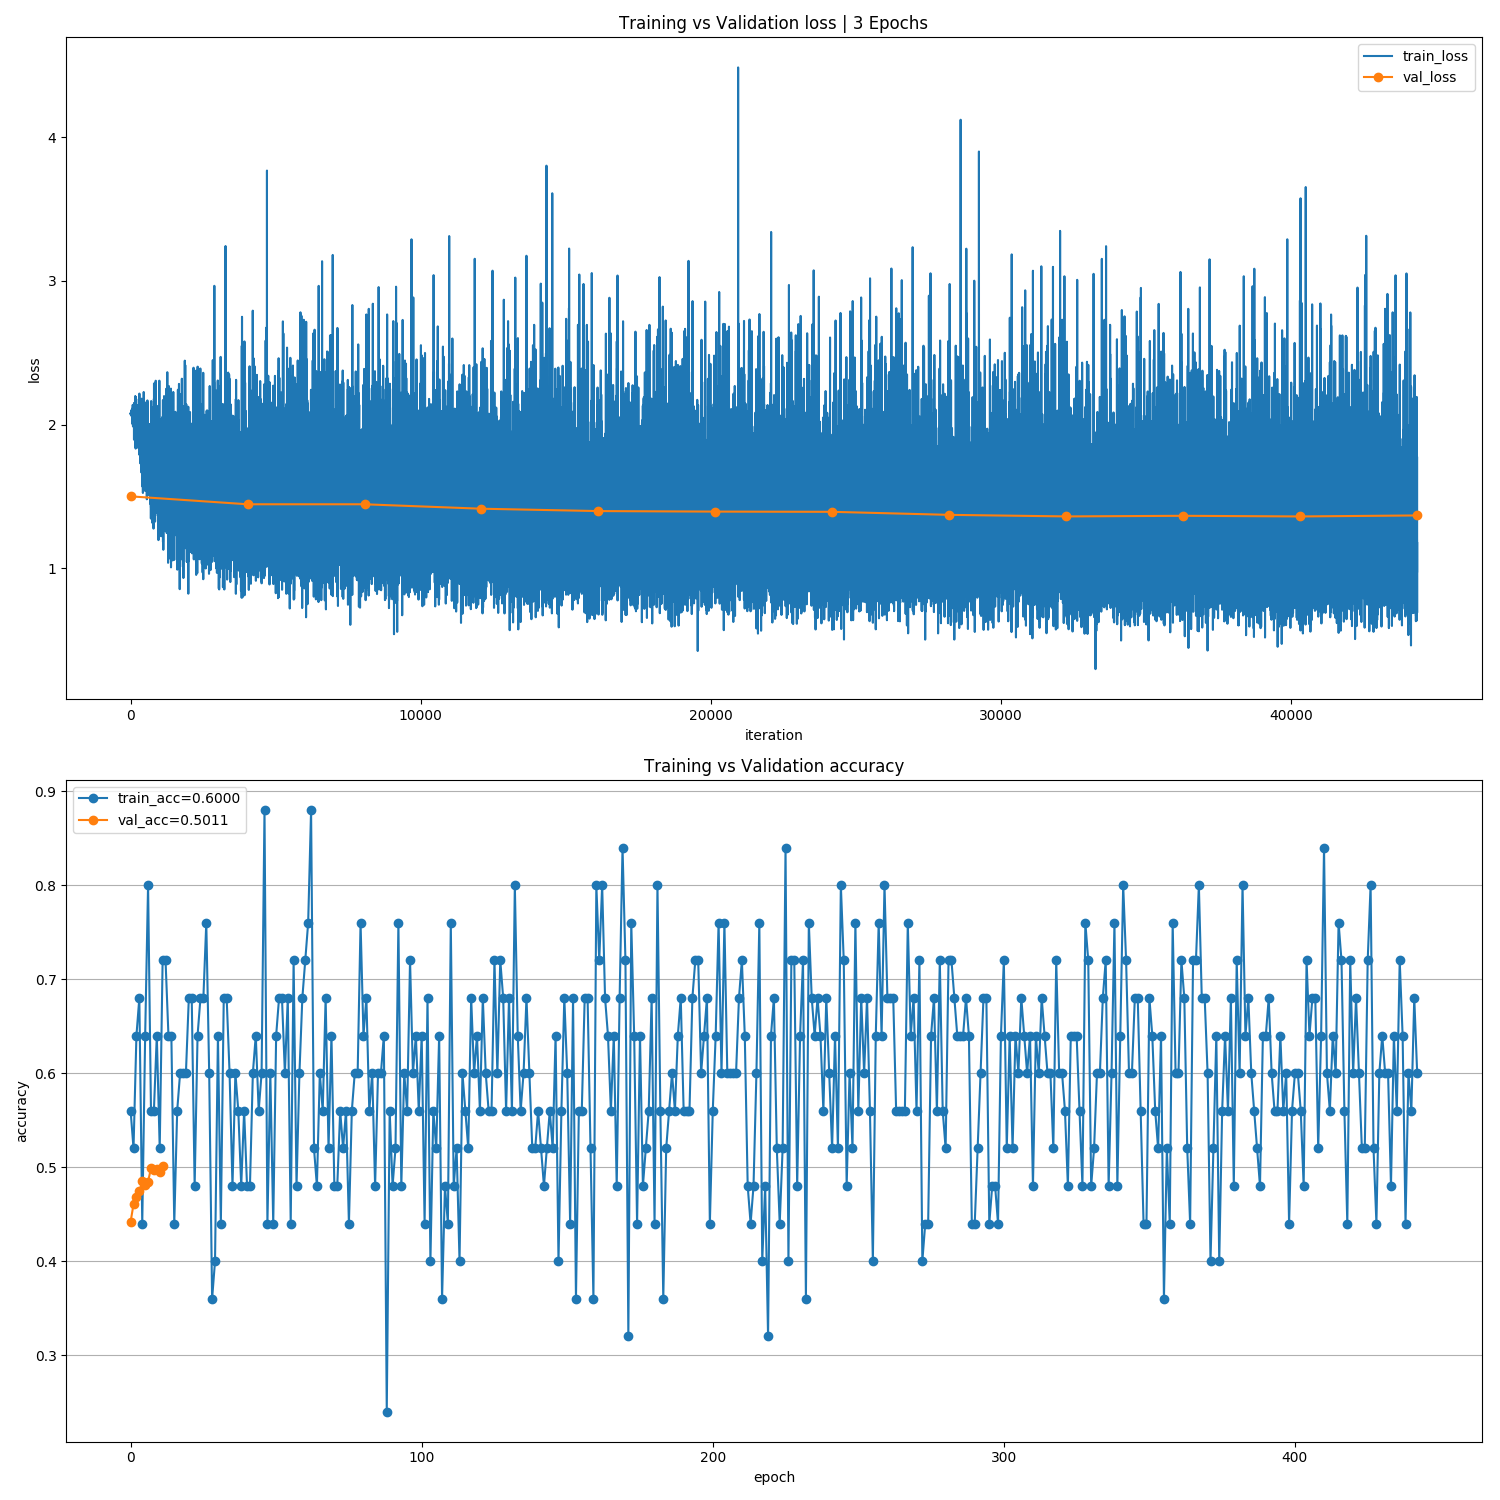 Training vs Validation loss | 3 Epochs
train_loss
val_loss
4
3
2
1
loss
0
10000
20000
30000
40000
iteration
Training vs Validation accuracy
train_acc=0.6000
val_acc=0.5011
0.9
0.8
0.7
0.6
0.5
0.4
0.3
accuracy
0
100
200
300
400
epoch